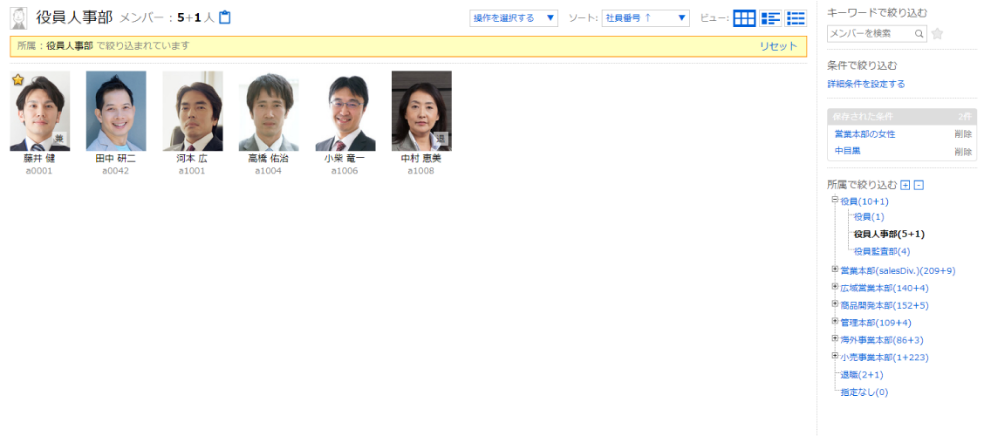 役員人事部 メンバー：5+1人
操作を選択する ▼ ソート: 社員番号 ↑ ▼ ビュー:
所属：役員人事部 で絞り込まれています リセット
兼
藤井 健
a0001
田中 研二
a0042
河本 広
a1001
高橋 佑治
a1004
小柴 竜一
a1006
中村 恵美
a1008
キーワードで絞り込む
メンバーを検索
条件で絞り込む
詳細条件を設定する
保存された条件 2件
営業本部の女性 削除
中目黒 削除
所属で絞り込む + -
役員(10+1)
役員(1)
役員人事部(5+1)
役員監査部(4)
営業本部(salesDiv.)(209+9)
広域営業本部(140+4)
商品開発本部(152+5)
管理本部(109+4)
海外事業本部(86+3)
小売事業本部(1+223)
退職(2+1)
指定なし(0)